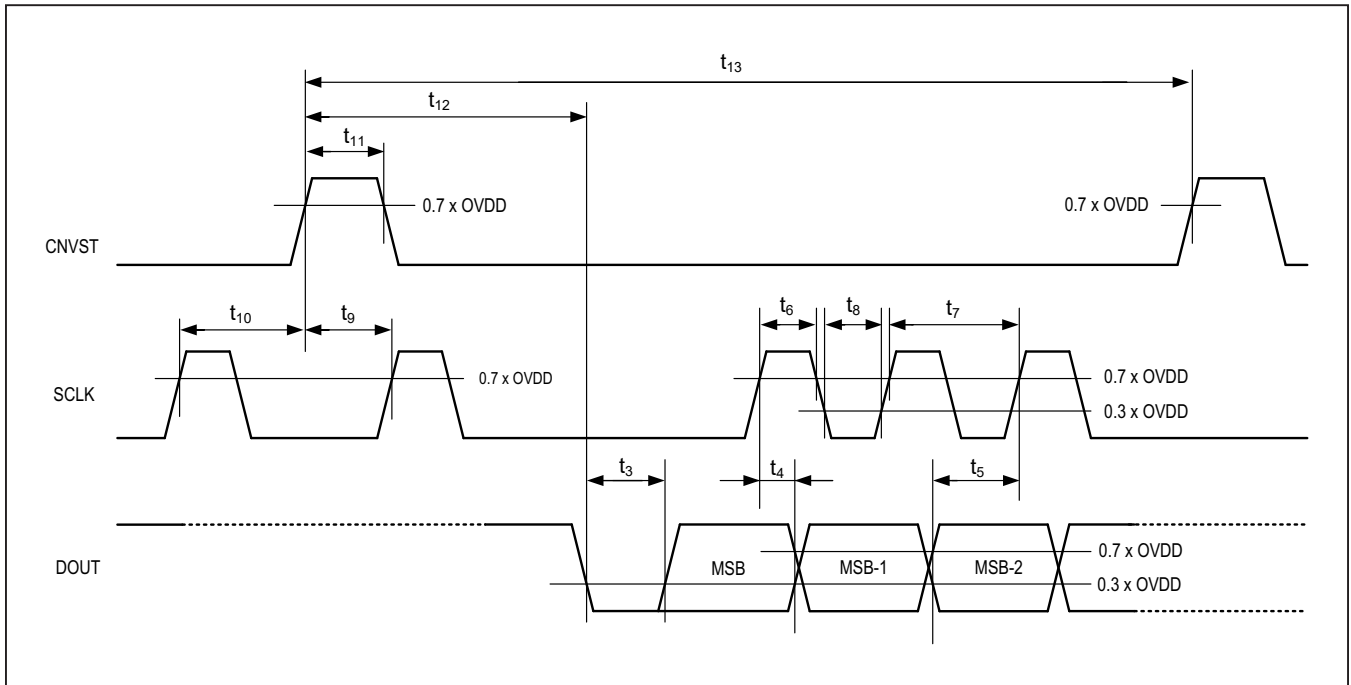 t13
t12
t11
0.7 x OVDD
0.7 x OVDD
CNVST
t10
t9
t6
t8
t7
0.7 x OVDD
0.7 x OVDD
SCLK
0.3 x OVDD
t3
t4
t5
0.7 x OVDD
DOUT
MSB
MSB-1
MSB-2
0.3 x OVDD